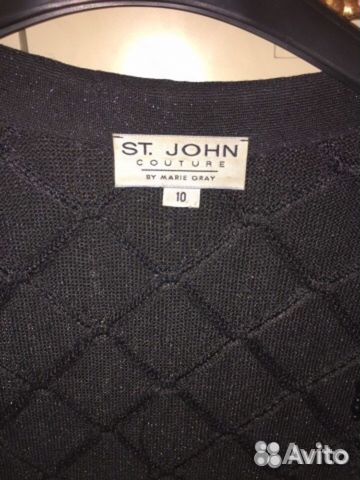 ST. JOHN
COUTURE
BY MARIE GRAY
10
Avito